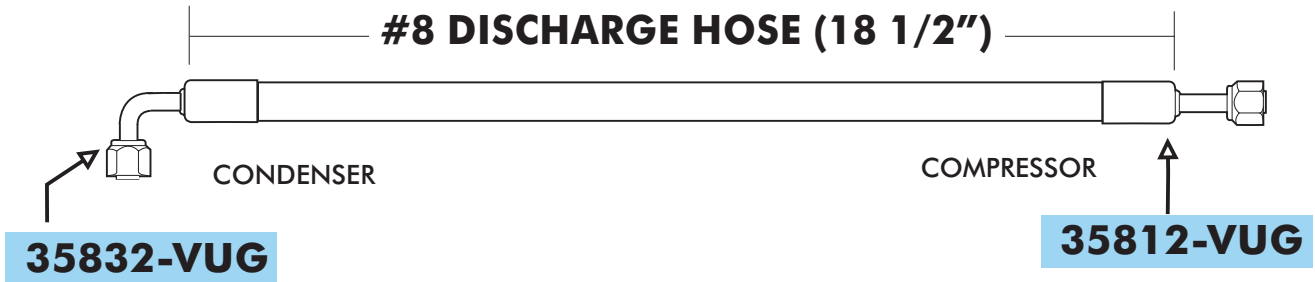 #8 DISCHARGE HOSE (18 1/2")
CONDENSER
COMPRESSOR
35832-VUG
35812-VUG